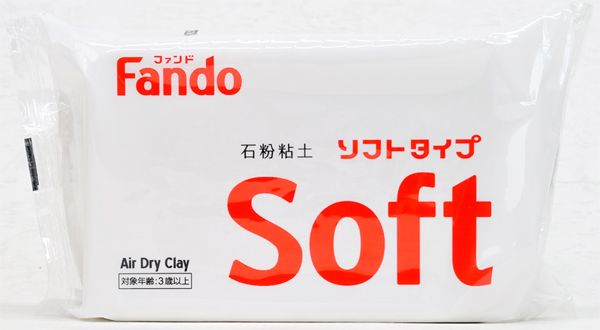 ファンド
Fando
石粉粘土 ソフトタイプ
Soft
Air Dry Clay
対象年齢:3歳以上